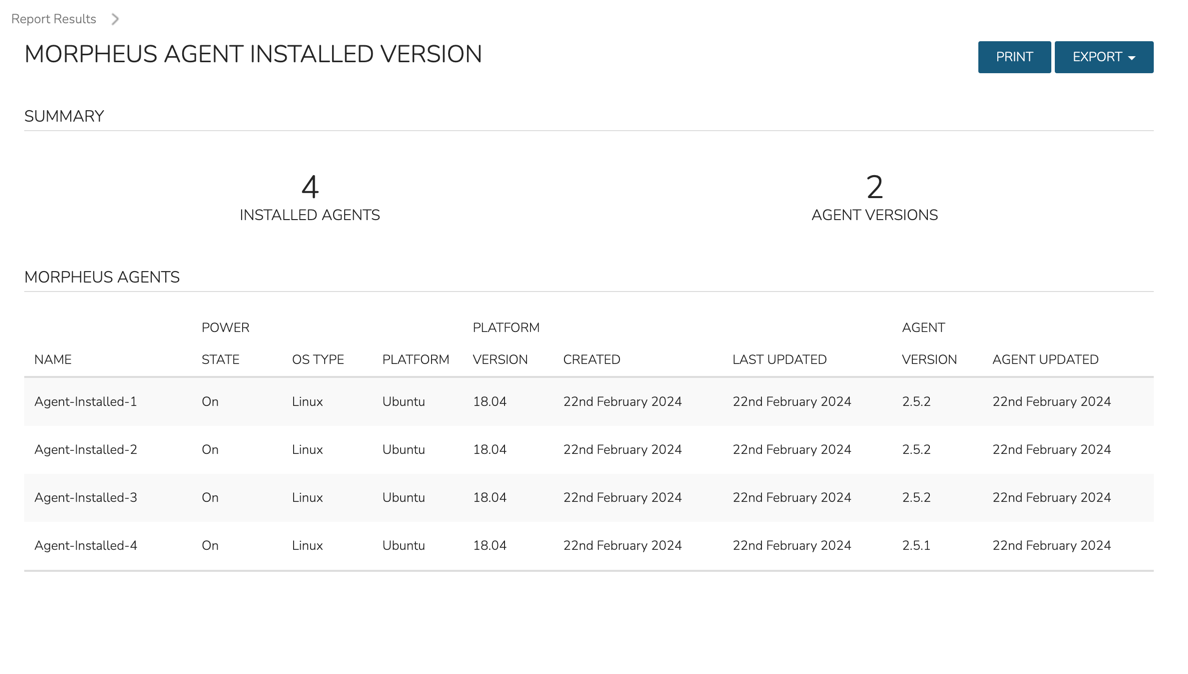 Report Results
MORPHEUS AGENT INSTALLED VERSION
PRINT
EXPORT
SUMMARY
4
INSTALLED AGENTS
2
AGENT VERSIONS
MORPHEUS AGENTS
POWER PLATFORM AGENT
NAME STATE OS TYPE PLATFORM VERSION CREATED LAST UPDATED VERSION AGENT UPDATED
Agent-Installed-1 On Linux Ubuntu 18.04 22nd February 2024 22nd February 2024 2.5.2 22nd February 2024
Agent-Installed-2 On Linux Ubuntu 18.04 22nd February 2024 22nd February 2024 2.5.2 22nd February 2024
Agent-Installed-3 On Linux Ubuntu 18.04 22nd February 2024 22nd February 2024 2.5.2 22nd February 2024
Agent-Installed-4 On Linux Ubuntu 18.04 22nd February 2024 22nd February 2024 2.5.1 22nd February 2024